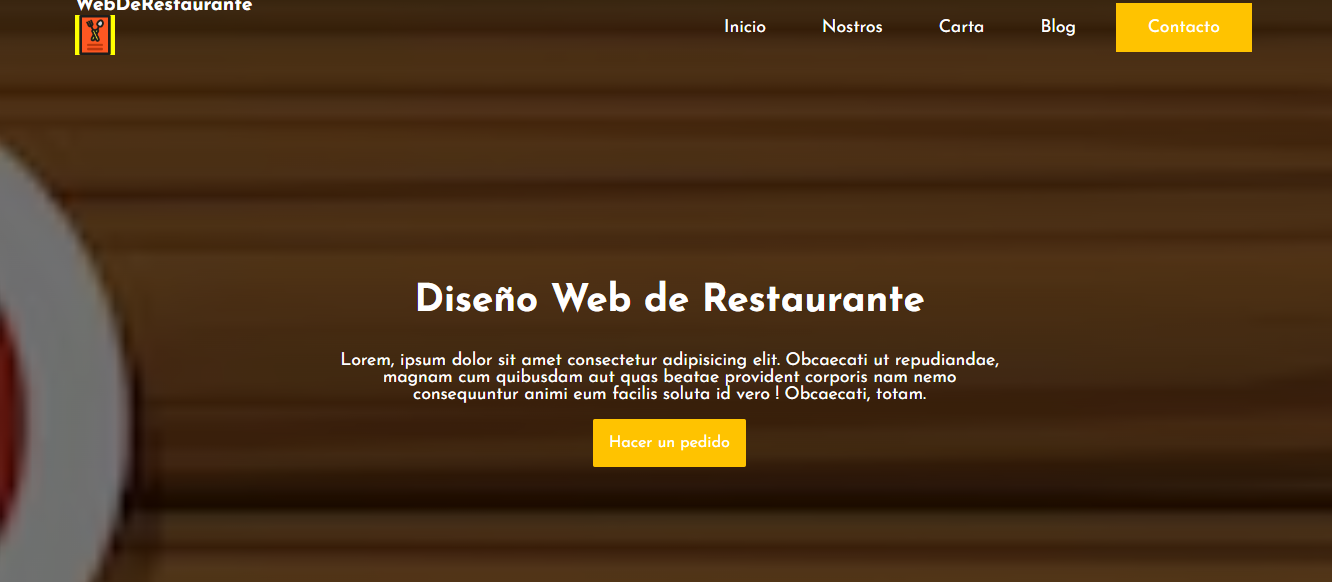 WebDeRestaurante
Inicio Nostros Carta Blog Contacto
Diseño Web de Restaurante
Lorem, ipsum dolor sit amet consectetur adipisicing elit. Obcaecati ut repudiandae,
magnam cum quibusdam aut quas beatae provident corporis nam nemo
consequuntur animi eum facilis soluta id vero ! Obcaecati, totam.
Hacer un pedido